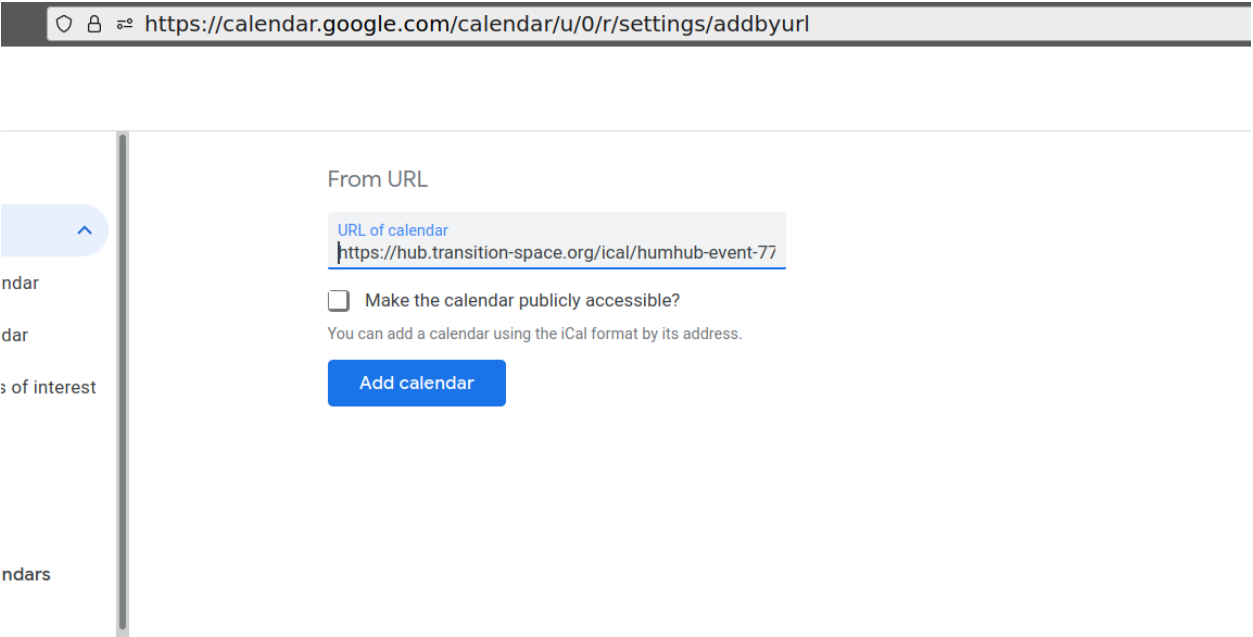 https://calendar.google.com/calendar/u/0/r/settings/addbyurl
From URL
URL of calendar
https://hub.transition-space.org/ical/humhub-event-77
ndar
Make the calendar publicly accessible?
dar
You can add a calendar using the iCal format by its address.
s of interest
Add calendar
ndars